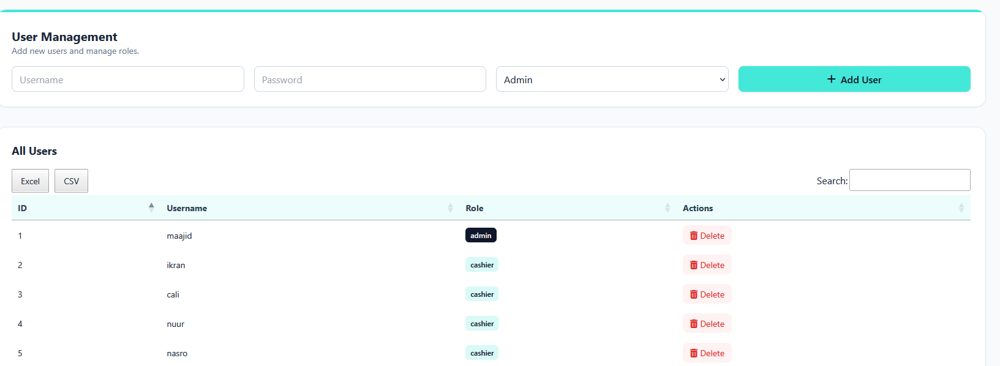 User Management
Add new users and manage roles.
Username Password Admin + Add User
All Users
Excel CSV Search:
ID Username Role Actions
1 maajid admin Delete
2 ikran cashier Delete
3 cali cashier Delete
4 nuur cashier Delete
5 nasro cashier Delete